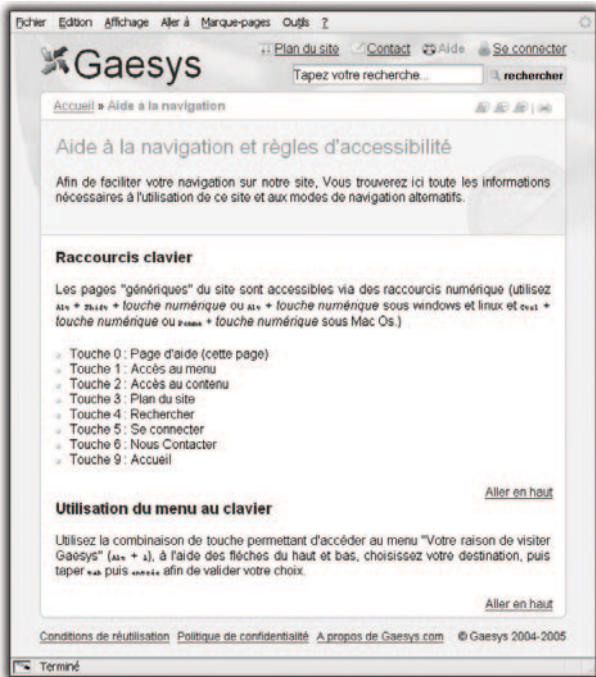 Fichier Edition Affichage Aller à Marque-pages Outils ?
Plan du site Contact Aide Se connecter
Gaesys
Tapez votre recherche... rechercher
Accueil » Aide à la navigation
Aide à la navigation et règles d'accessibilité
Afin de faciliter votre navigation sur notre site, Vous trouverez ici toute les informations
nécessaires à l'utilisation de ce site et aux modes de navigation alternatifs.
Raccourcis clavier
Les pages "génériques" du site sont accessibles via des raccourcis numérique (utilisez
Alt + Shift + touche numérique ou Alt + touche numérique sous windows et linux et +
touche numérique ou + touche numérique sous Mac Os.)
Touche 0 : Page d'aide (cette page)
Touche 1 : Accès au menu
Touche 2 : Accès au contenu
Touche 3 : Plan du site
Touche 4 : Rechercher
Touche 5 : Se connecter
Touche 6 : Nous Contacter
Touche 9 : Accueil
Aller en haut
Utilisation du menu au clavier
Utilisez la combinaison de touche permettant d'accéder au menu "Votre raison de visiter
Gaesys" (Alt + 1), à l'aide des flêches du haut et bas, choisissez votre destination, puis
taper tab puis entrée afin de valider votre choix.
Aller en haut
Conditions de réutilisation Politique de confidentialité A propos de Gaesys.com © Gaesys 2004-2005
Terminé